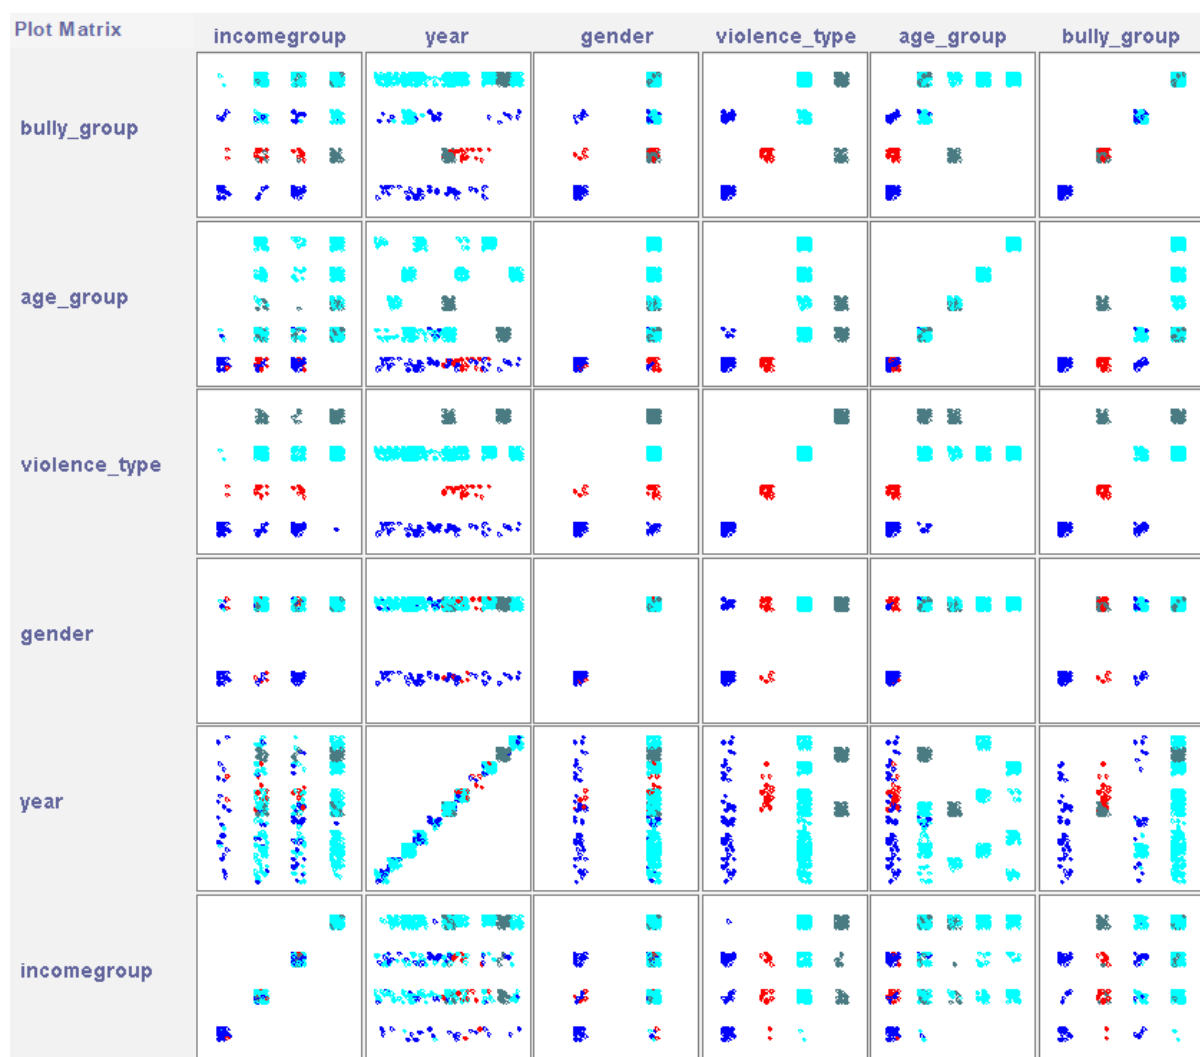 Plot Matrix
incomegroup year gender violence_type age_group bully_group
bully_group
age_group
violence_type
gender
year
incomegroup